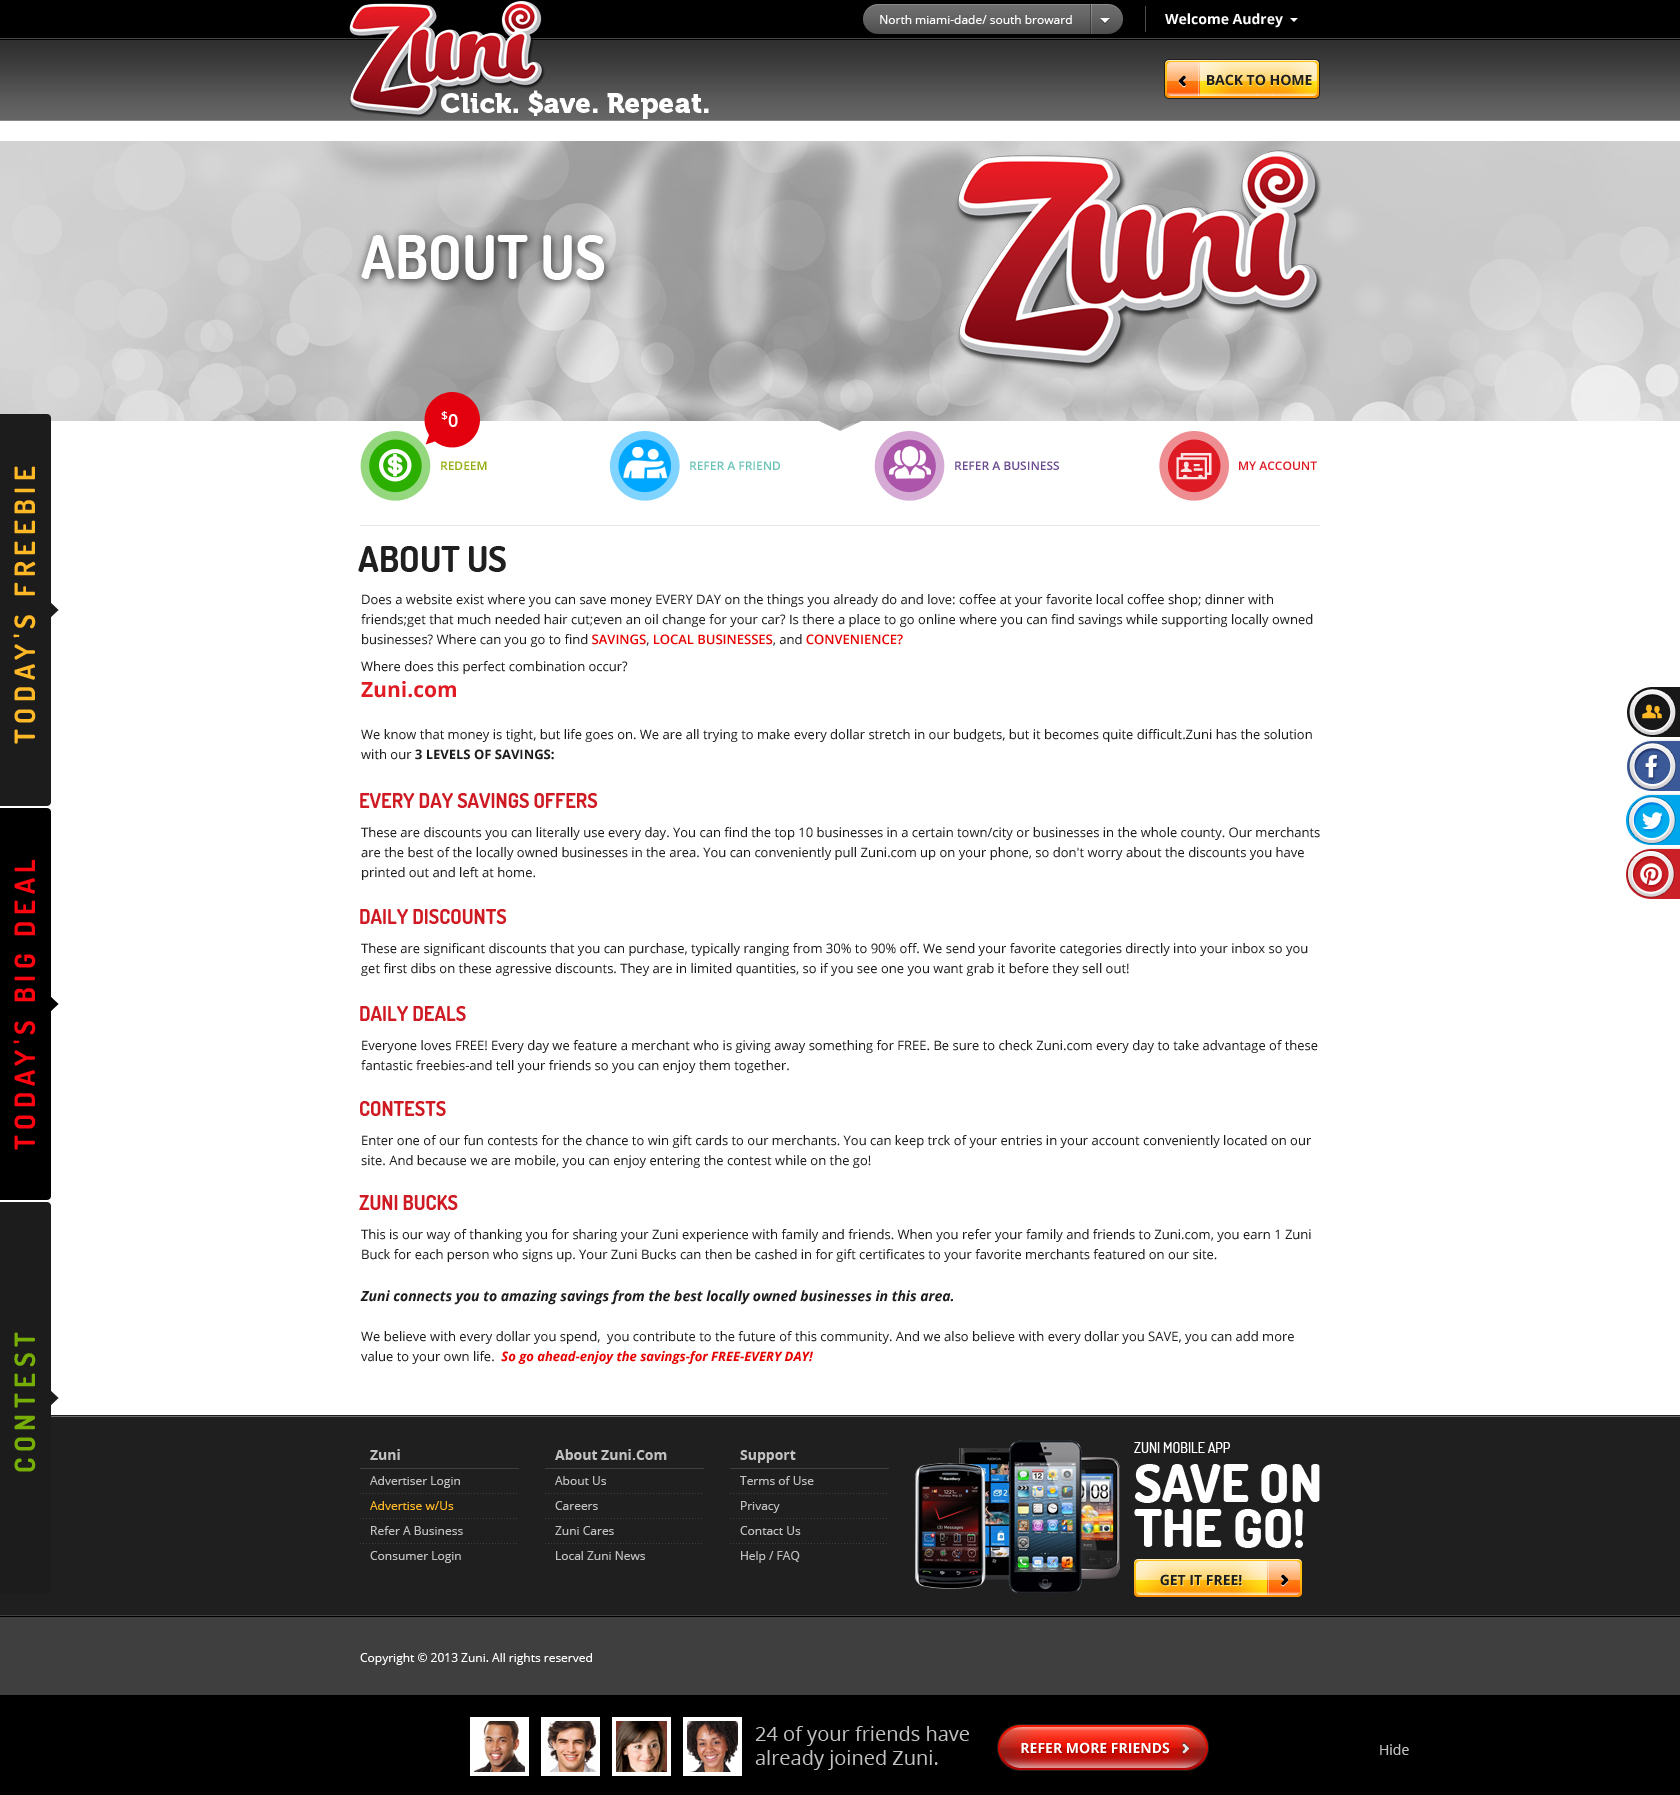 Zuni
Click. $ave. Repeat.
North miami-dade/ south broward
Welcome Audrey
BACK TO HOME
ABOUT US
Zuni
$0
REDEEM
REFER A FRIEND
REFER A BUSINESS
MY ACCOUNT
TODAY'S FREEBIE
TODAY'S BIG DEAL
CONTEST
ABOUT US
Does a website exist where you can save money EVERY DAY on the things you already do and love: coffee at your favorite local coffee shop; dinner with
friends;get that much needed hair cut;even an oil change for your car? Is there a place to go online where you can find savings while supporting locally owned
businesses? Where can you go to find SAVINGS, LOCAL BUSINESSES, and CONVENIENCE?
Where does this perfect combination occur?
Zuni.com
We know that money is tight, but life goes on. We are all trying to make every dollar stretch in our budgets, but it becomes quite difficult.Zuni has the solution
with our 3 LEVELS OF SAVINGS:
EVERY DAY SAVINGS OFFERS
These are discounts you can literally use every day. You can find the top 10 businesses in a certain town/city or businesses in the whole county. Our merchants
are the best of the locally owned businesses in the area. You can conveniently pull Zuni.com up on your phone, so don't worry about the discounts you have
printed out and left at home.
DAILY DISCOUNTS
These are significant discounts that you can purchase, typically ranging from 30% to 90% off. We send your favorite categories directly into your inbox so you
get first dibs on these agressive discounts. They are in limited quantities, so if you see one you want grab it before they sell out!
DAILY DEALS
Everyone loves FREE! Every day we feature a merchant who is giving away something for FREE. Be sure to check Zuni.com every day to take advantage of these
fantastic freebies-and tell your friends so you can enjoy them together.
CONTESTS
Enter one of our fun contests for the chance to win gift cards to our merchants. You can keep trck of your entries in your account conveniently located on our
site. And because we are mobile, you can enjoy entering the contest while on the go!
ZUNI BUCKS
This is our way of thanking you for sharing your Zuni experience with family and friends. When you refer your family and friends to Zuni.com, you earn 1 Zuni
Buck for each person who signs up. Your Zuni Bucks can then be cashed in for gift certificates to your favorite merchants featured on our site.
Zuni connects you to amazing savings from the best locally owned businesses in this area.
We believe with every dollar you spend, you contribute to the future of this community. And we also believe with every dollar you SAVE, you can add more
value to your own life. So go ahead-enjoy the savings-for FREE-EVERY DAY!
Zuni
Advertiser Login
Advertise w/Us
Refer A Business
Consumer Login
About Zuni.Com
About Us
Careers
Zuni Cares
Local Zuni News
Support
Terms of Use
Privacy
Contact Us
Help / FAQ
ZUNI MOBILE APP
SAVE ON
THE GO!
GET IT FREE!
Copyright © 2013 Zuni. All rights reserved
24 of your friends have
already joined Zuni.
REFER MORE FRIENDS
Hide